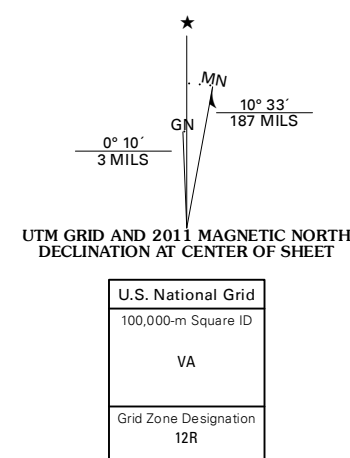 ★
MN
GN
0° 10´
3 MILS
10° 33´
187 MILS
UTM GRID AND 2011 MAGNETIC NORTH
DECLINATION AT CENTER OF SHEET
U.S. National Grid
100,000-m Square ID
VA
Grid Zone Designation
12R